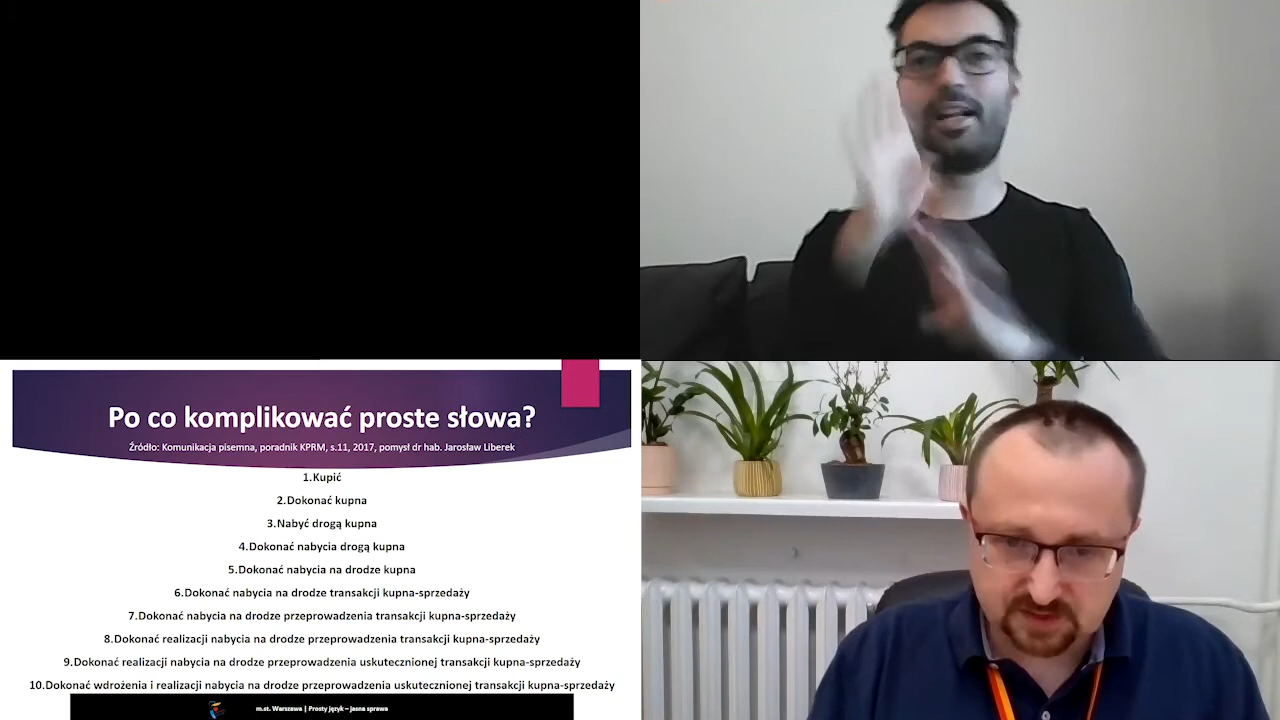 Po co komplikować proste słowa?
Źródło: Komunikacja pisemna, poradnik KPRM, s.11, 2017, pomysł dr hab. Jarosław Liberek
1.Kupić
2.Dokonać kupna
3.Nabyć drogą kupna
4.Dokonać nabycia drogą kupna
5.Dokonać nabycia na drodze kupna
6.Dokonać nabycia na drodze transakcji kupna-sprzedaży
7.Dokonać nabycia na drodze przeprowadzenia transakcji kupna-sprzedaży
8.Dokonać realizacji nabycia na drodze przeprowadzenia transakcji kupna-sprzedaży
9.Dokonać realizacji nabycia na drodze przeprowadzenia uskutecznionej transakcji kupna-sprzedaży
10.Dokonać wdrożenia i realizacji nabycia na drodze przeprowadzenia uskutecznionej transakcji kupna-sprzedaży
m.st. Warszawa | Prosty język – jasna sprawa